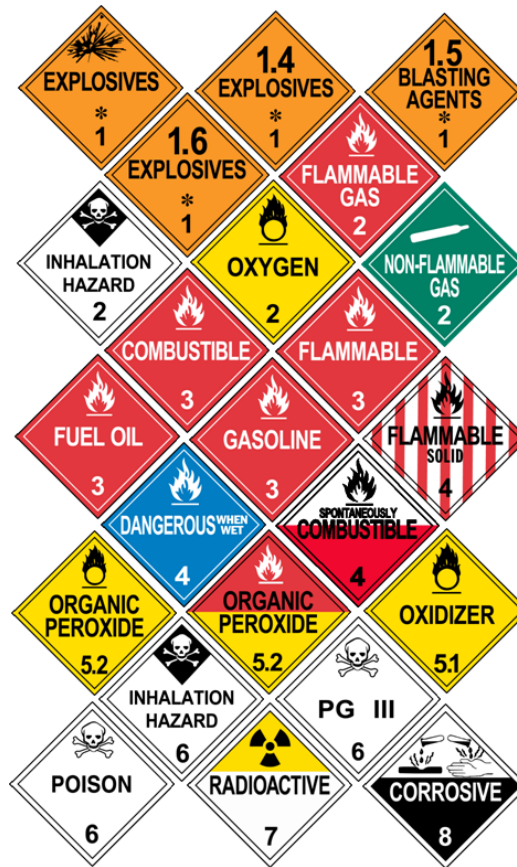 EXPLOSIVES
*
1
1.4
EXPLOSIVES
*
1
1.5
BLASTING
AGENTS
*
1
1.6
EXPLOSIVES
*
1
FLAMMABLE
GAS
2
INHALATION
HAZARD
2
OXYGEN
2
NON-FLAMMABLE
GAS
2
COMBUSTIBLE
3
FLAMMABLE
3
FUEL OIL
3
GASOLINE
3
FLAMMABLE
SOLID
4
DANGEROUS WHEN WET
4
SPONTANEOUSLY
COMBUSTIBLE
4
ORGANIC
PEROXIDE
5.2
ORGANIC
PEROXIDE
5.2
OXIDIZER
5.1
INHALATION
HAZARD
6
PG III
6
POISON
6
RADIOACTIVE
7
CORROSIVE
8